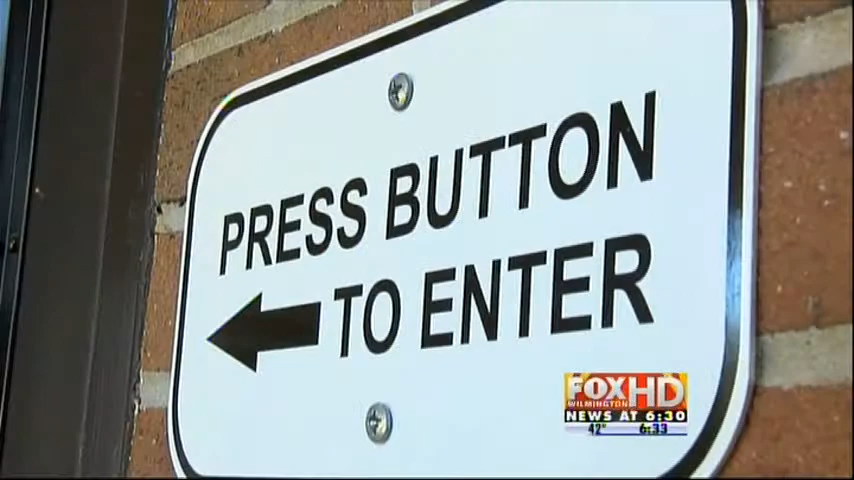 PRESS BUTTON
TO ENTER
FOX HD
WILMINGTON
NEWS AT 6:30
42° 6:33